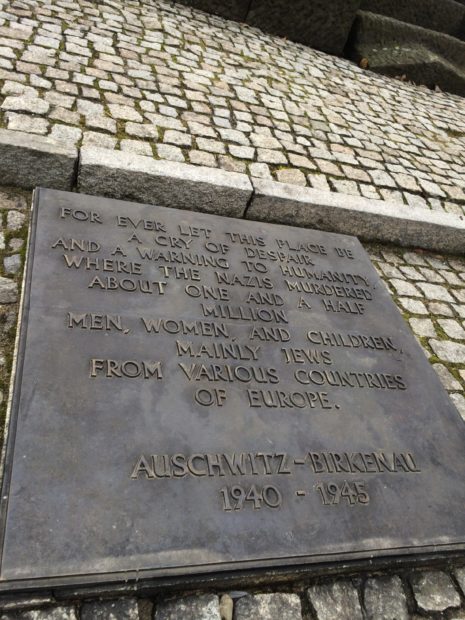 FOR EVER LET THIS PLACE BE
A CRY OF DESPAIR
AND A WARNING TO HUMANITY,
WHERE THE NAZIS MURDERED
ABOUT ONE AND A HALF
MILLION
MEN, WOMEN, AND CHILDREN,
MAINLY JEWS
FROM VARIOUS COUNTRIES
OF EUROPE.
AUSCHWITZ-BIRKENAU
1940 - 1945